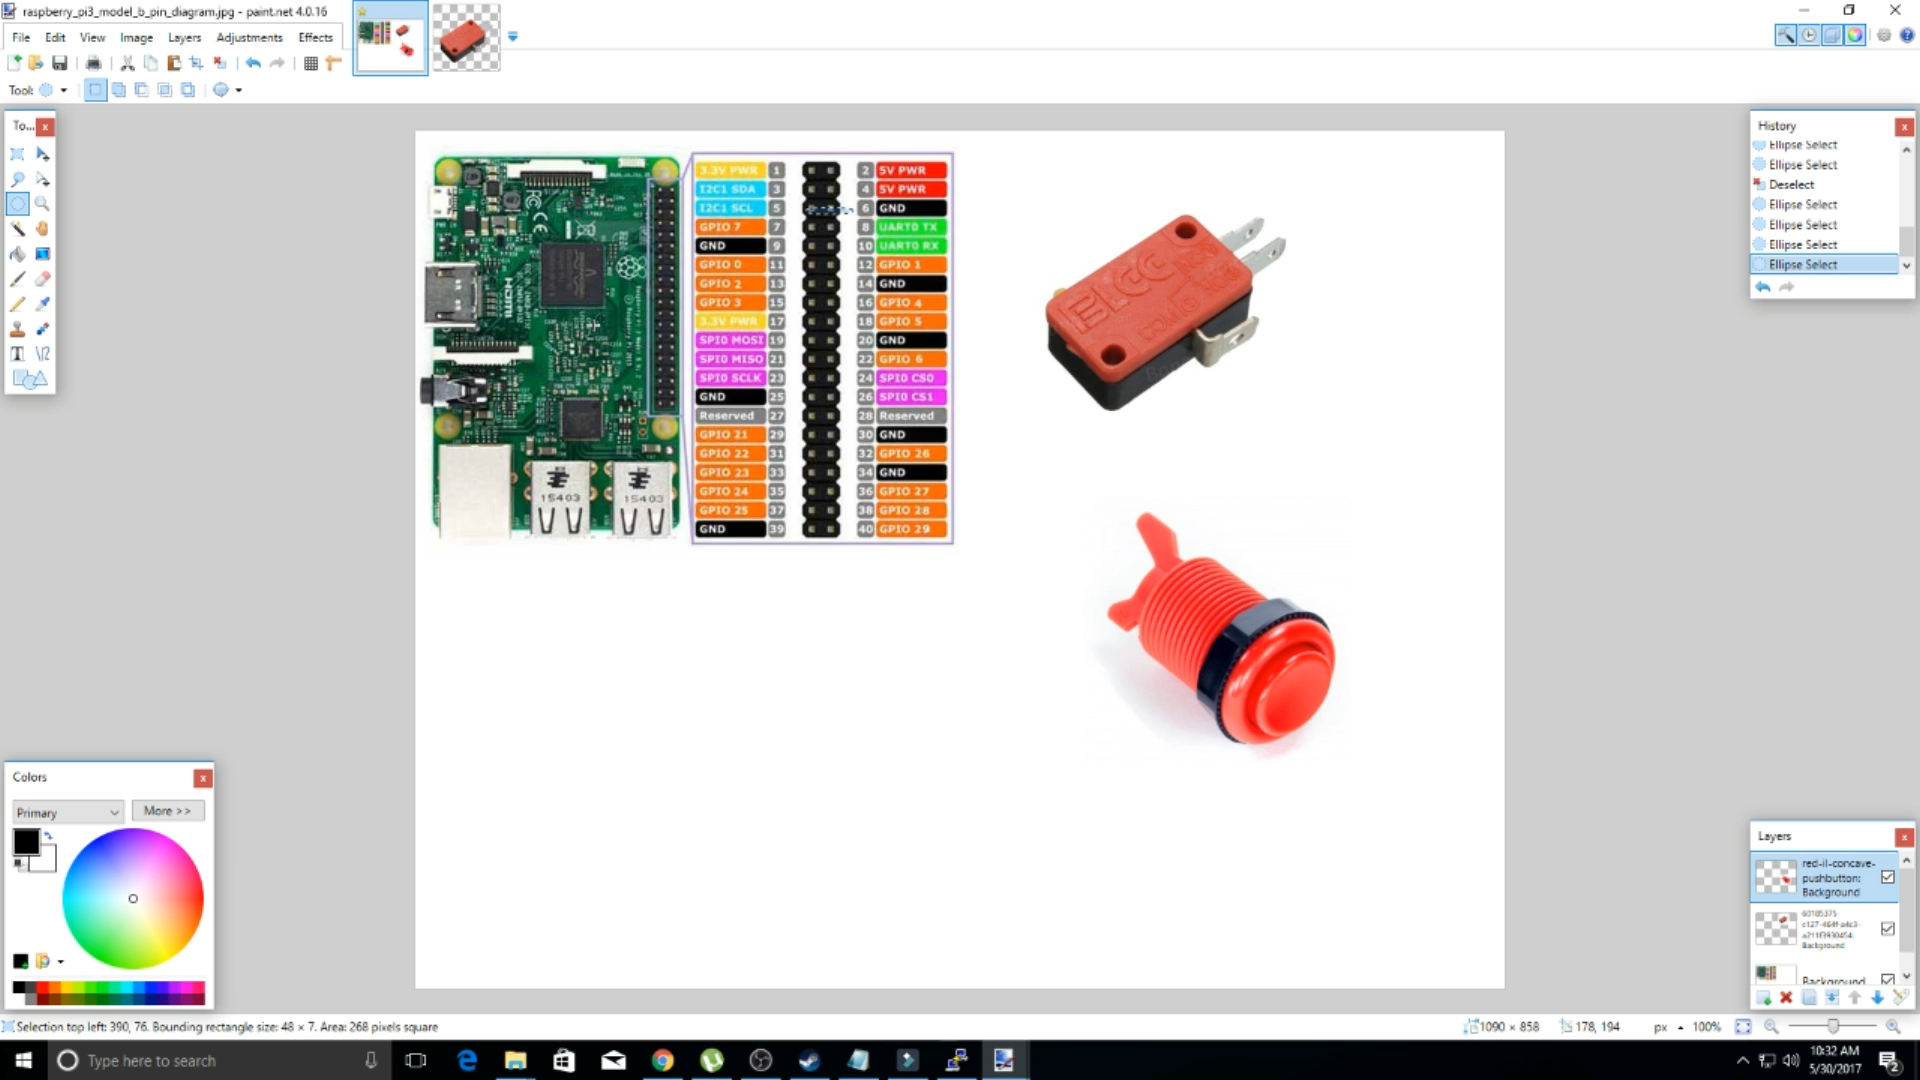 raspberry_pi3_model_b_pin_diagram.jpg - paint.net 4.0.16
File Edit View Image Layers Adjustments Effects
Tool:
To...
History
Ellipse Select
Ellipse Select
Deselect
Ellipse Select
Ellipse Select
Ellipse Select
Ellipse Select
3.3V PWR 1 2 5V PWR
I2C1 SDA 3 4 5V PWR
I2C1 SCL 5 6 GND
GPIO 7 7 8 UART0 TX
GND 9 10 UART0 RX
GPIO 0 11 12 GPIO 1
GPIO 2 13 14 GND
GPIO 3 15 16 GPIO 4
3.3V PWR 17 18 GPIO 5
SPI0 MOSI 19 20 GND
SPI0 MISO 21 22 GPIO 6
SPI0 SCLK 23 24 SPI0 CS0
GND 25 26 SPI0 CS1
Reserved 27 28 Reserved
GPIO 21 29 30 GND
GPIO 22 31 32 GPIO 26
GPIO 23 33 34 GND
GPIO 24 35 36 GPIO 27
GPIO 25 37 38 GPIO 28
GND 39 40 GPIO 29
HDMI
15403
15403
Colors
Primary
More >>
Layers
red-il-concave-
pushbutton:
Background
60185375-
Background
Background
Selection top left: 390, 76. Bounding rectangle size: 48 × 7. Area: 268 pixels square
1090 × 858
178, 194
px
100%
Type here to search
10:32 AM
5/30/2017
2